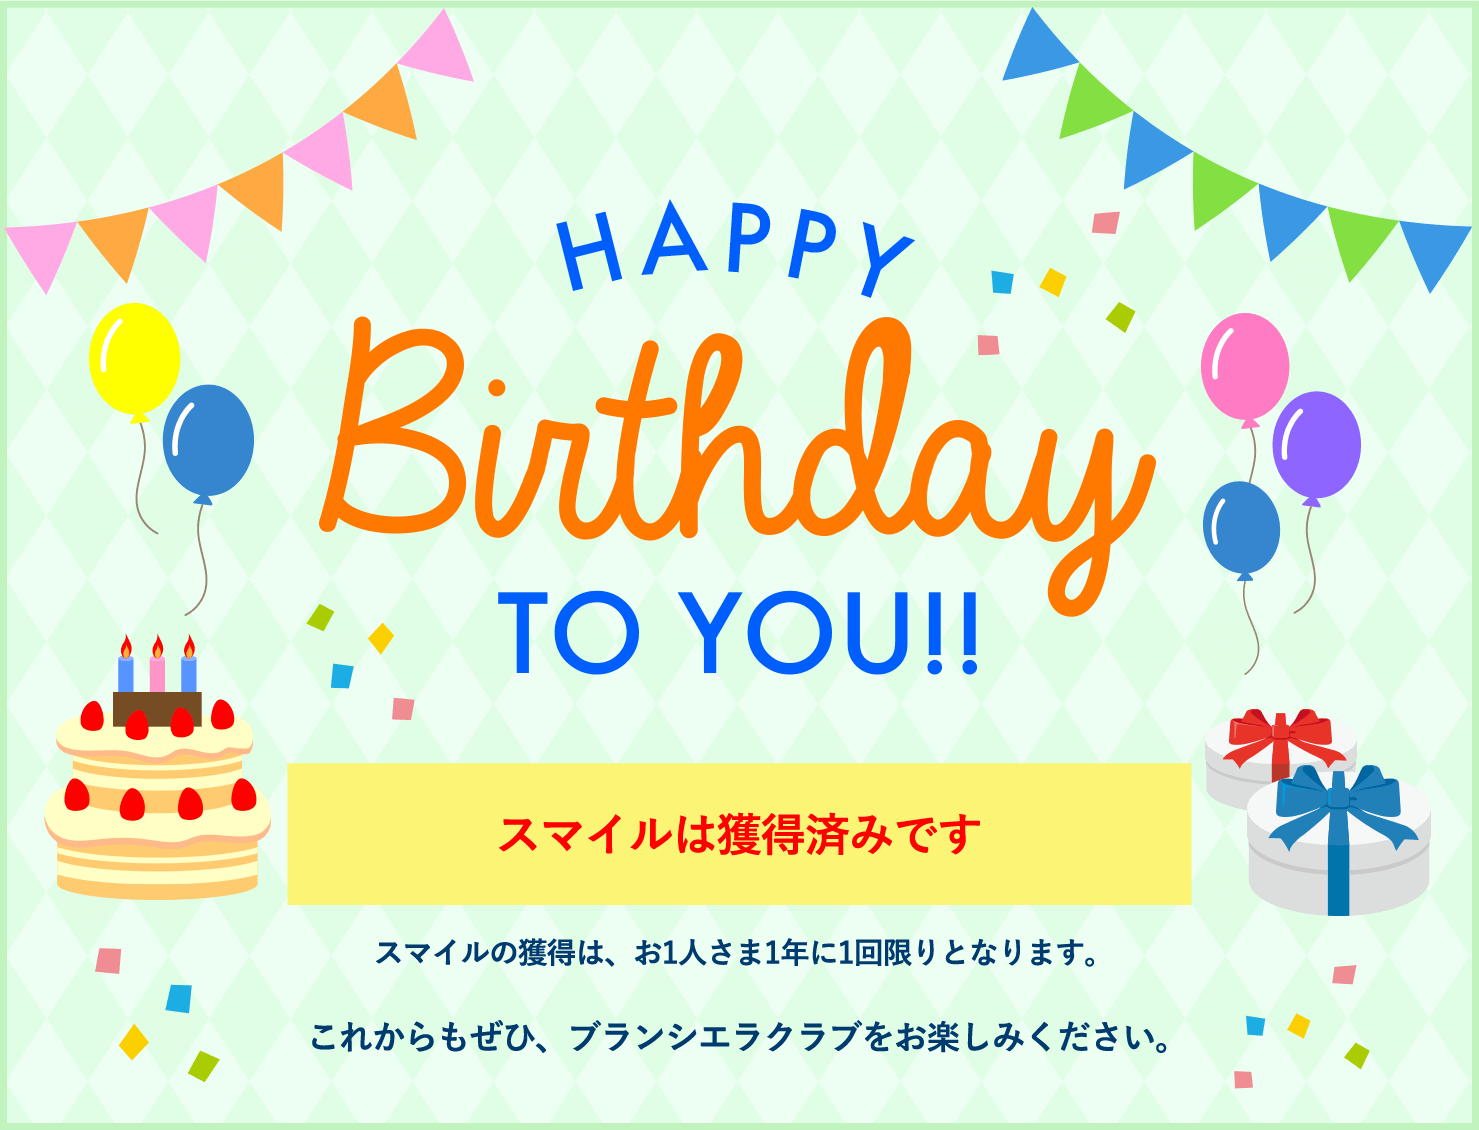 HAPPY
Birthday
TO YOU!!
スマイルは獲得済みです
スマイルの獲得は、お1人さま1年に1回限りとなります。
これからもぜひ、ブランシエラクラブをお楽しみください。